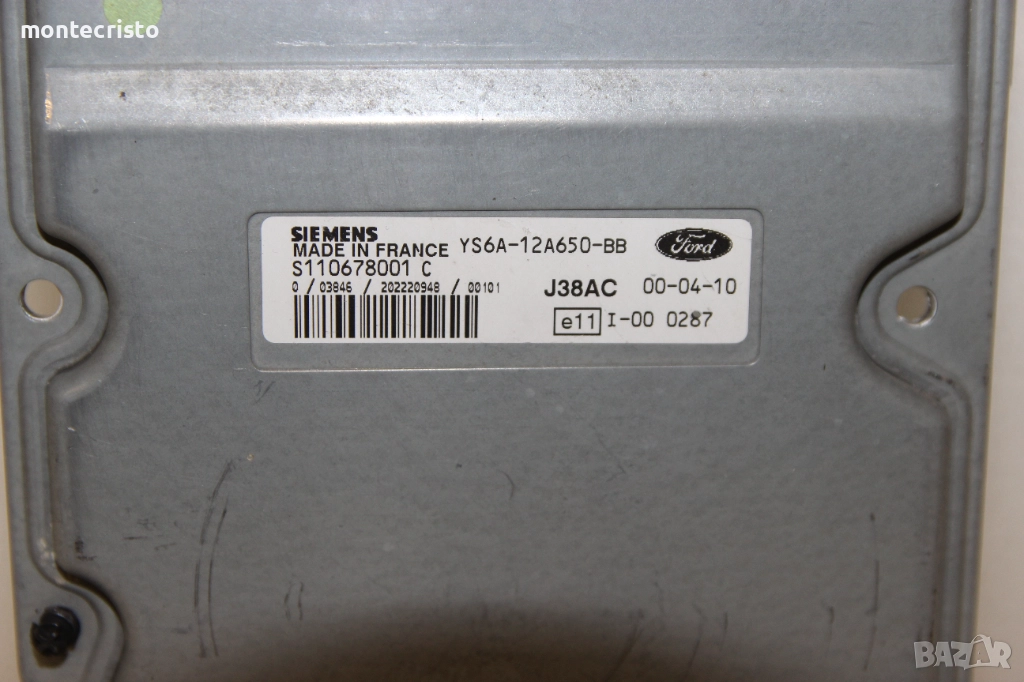 montecristo
SIEMENS
MADE IN FRANCE YS6A-12A650-BB Ford
S110678001 C
0 / 03846 / 202220948 / 00101
J38AC 00-04-10
e11 I-00 0287
BAZAR